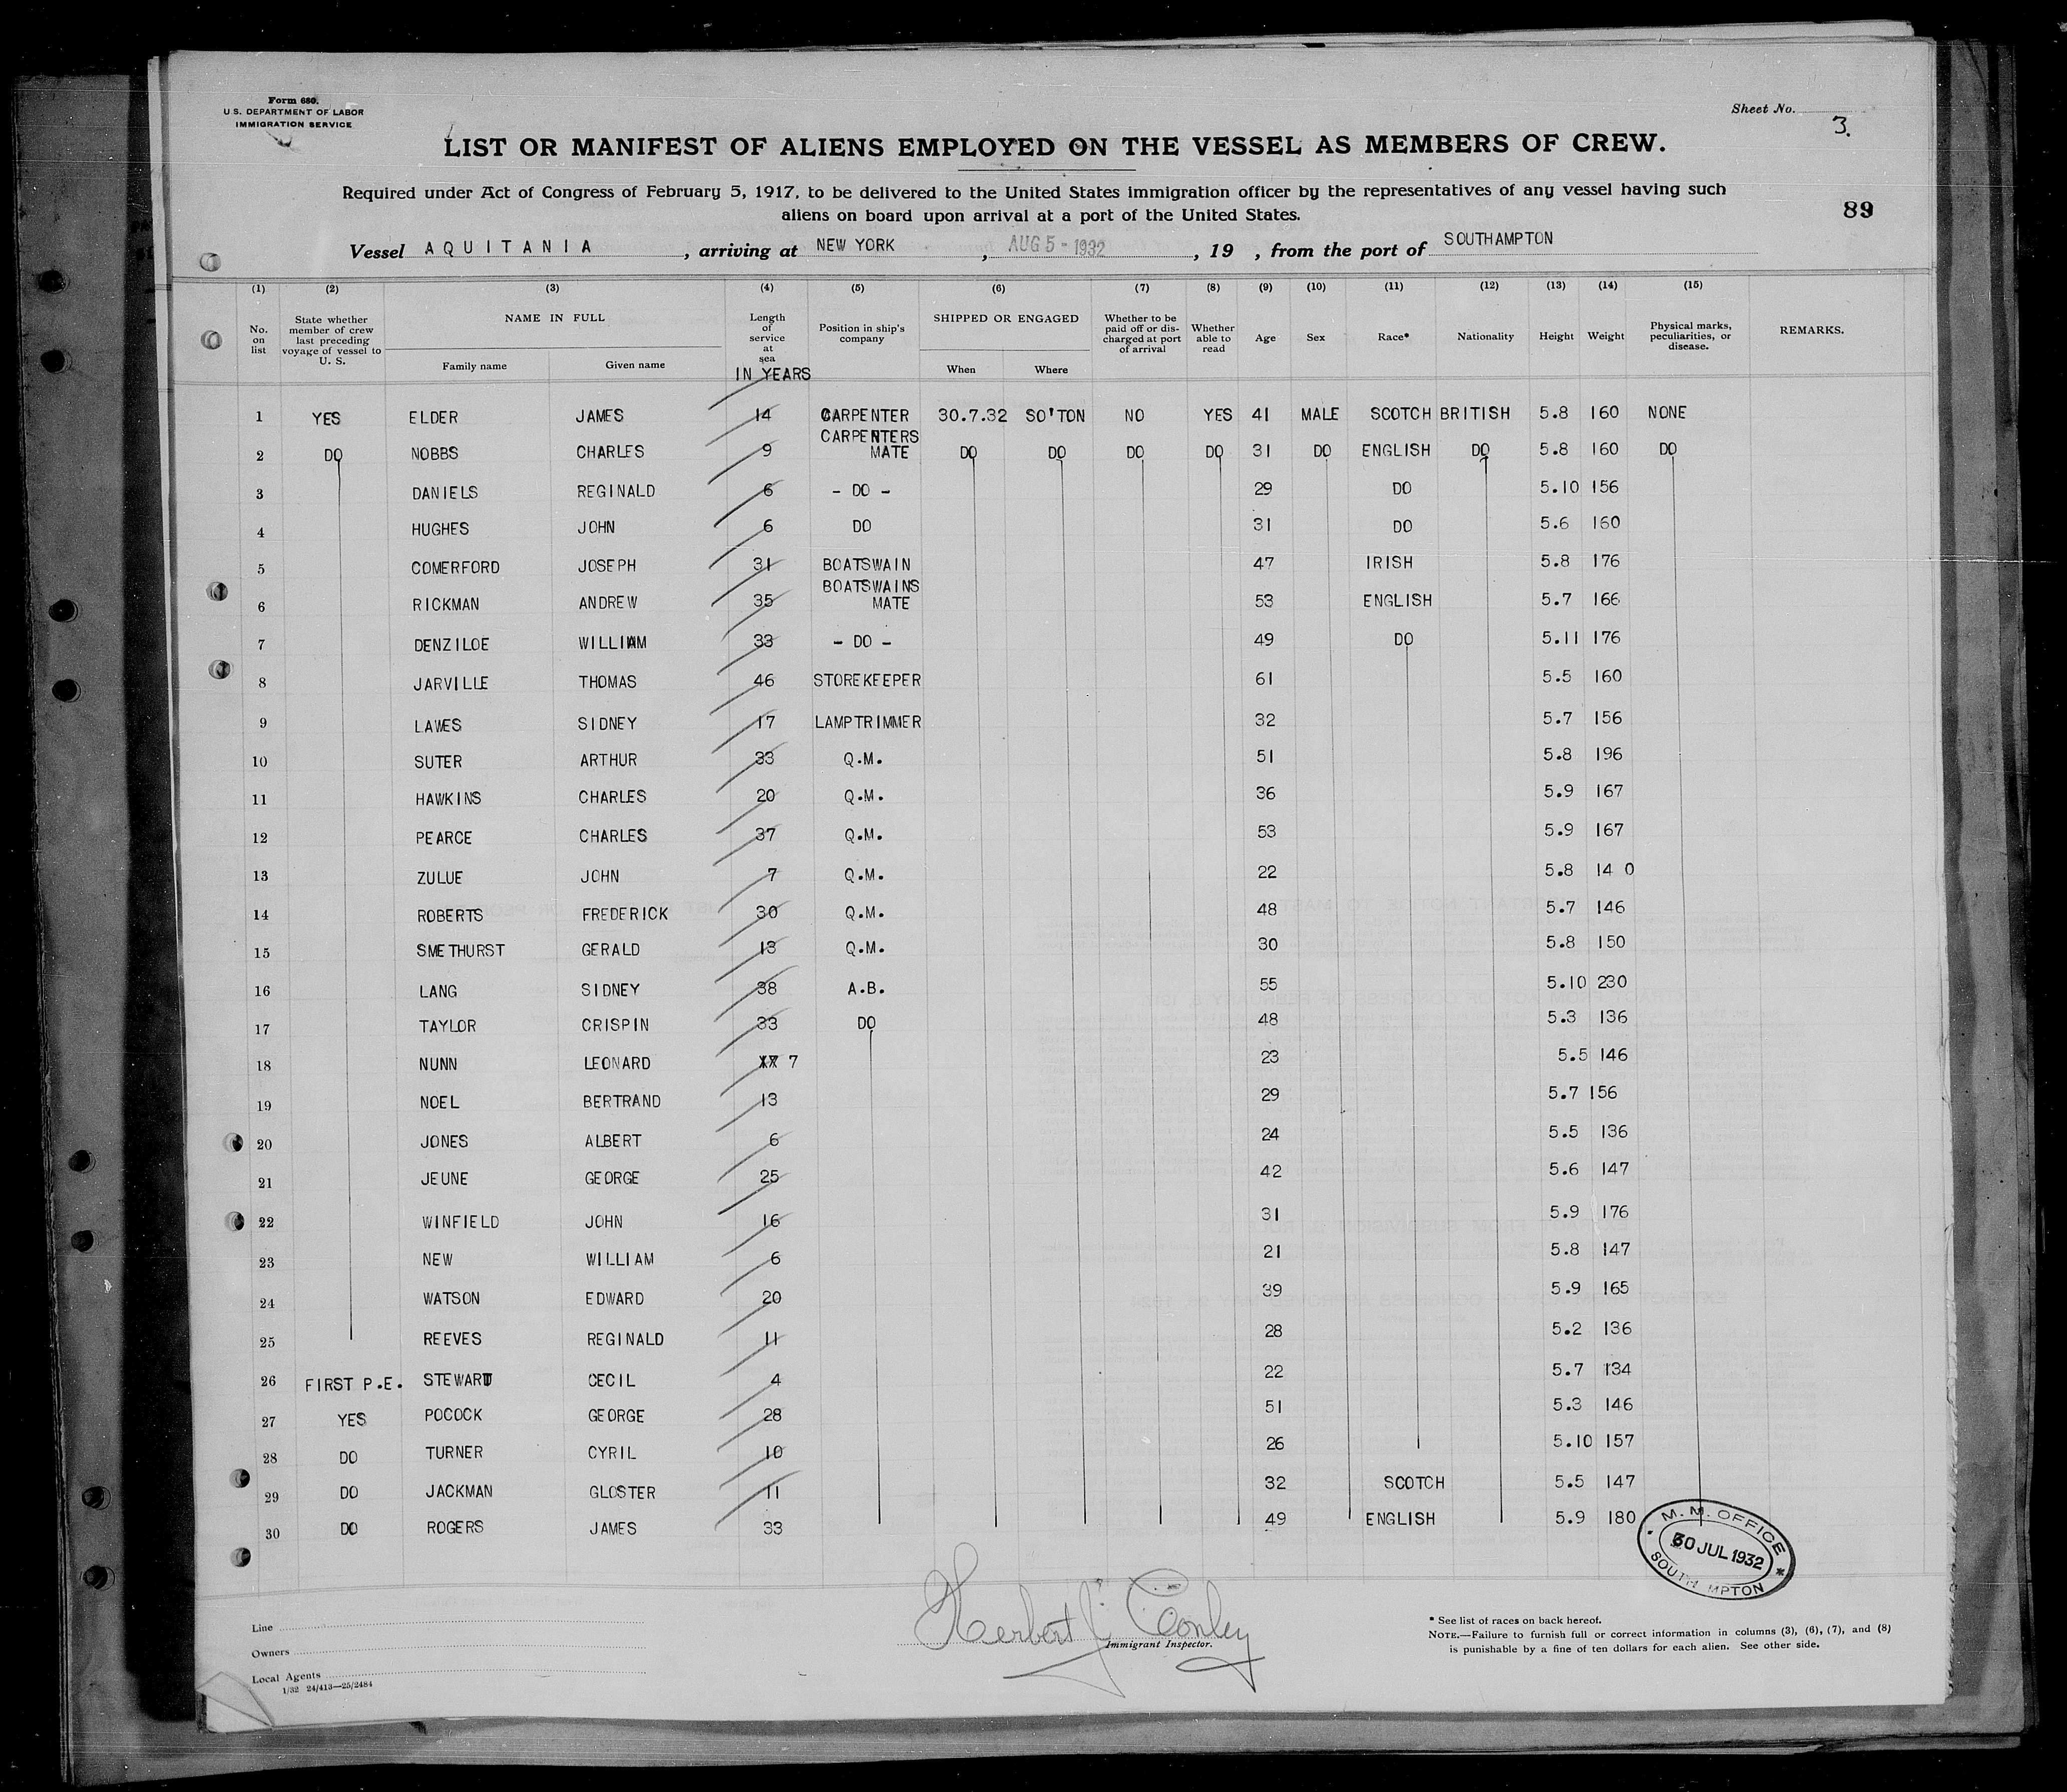 Form 680.
U.S. DEPARTMENT OF LABOR
IMMIGRATION SERVICE
Sheet No. 3.
LIST OR MANIFEST OF ALIENS EMPLOYED ON THE VESSEL AS MEMBERS OF CREW.
Required under Act of Congress of February 5, 1917, to be delivered to the United States immigration officer by the representatives of any vessel having such
aliens on board upon arrival at a port of the United States.
89
Vessel AQUITANIA, arriving at NEW YORK, AUG 5 - 1932, 19 , from the port of SOUTHAMPTON
(1) (2) (3) (4) (5) (6) (7) (8) (9) (10) (11) (12) (13) (14) (15)
No. on list State whether member of crew last preceding voyage of vessel to U. S. NAME IN FULL Family name Given name Length of service at sea IN YEARS Position in ship's company SHIPPED OR ENGAGED When Where Whether to be paid off or discharged at port of arrival Whether able to read Age Sex Race* Nationality Height Weight Physical marks, peculiarities, or disease. REMARKS.
1 YES ELDER JAMES 14 CARPENTER 30.7.32 SO'TON NO YES 41 MALE SCOTCH BRITISH 5.8 160 NONE
2 DO NOBBS CHARLES 9 CARPENTERS MATE DO DO DO DO 31 DO ENGLISH DO 5.8 160 DO
3 DANIELS REGINALD 6 - DO - 29 DO 5.10 156
4 HUGHES JOHN 6 DO 31 DO 5.6 160
5 COMERFORD JOSEPH 31 BOATSWAIN 47 IRISH 5.8 176
6 RICKMAN ANDREW 35 BOATSWAINS MATE 53 ENGLISH 5.7 166
7 DENZILOE WILLIAM 33 - DO - 49 DO 5.11 176
8 JARVILLE THOMAS 46 STOREKEEPER 61 5.5 160
9 LAWES SIDNEY 17 LAMPTRIMMER 32 5.7 156
10 SUTER ARTHUR 33 Q.M. 51 5.8 196
11 HAWKINS CHARLES 20 Q.M. 36 5.9 167
12 PEARCE CHARLES 37 Q.M. 53 5.9 167
13 ZULUE JOHN 7 Q.M. 22 5.8 14 0
14 ROBERTS FREDERICK 30 Q.M. 48 5.7 146
15 SMETHURST GERALD 13 Q.M. 30 5.8 150
16 LANG SIDNEY 38 A.B. 55 5.10 230
17 TAYLOR CRISPIN 33 DO 48 5.3 136
18 NUNN LEONARD 7 23 5.5 146
19 NOEL BERTRAND 13 29 5.7 156
20 JONES ALBERT 6 24 5.5 136
21 JEUNE GEORGE 25 42 5.6 147
22 WINFIELD JOHN 16 31 5.9 176
23 NEW WILLIAM 6 21 5.8 147
24 WATSON EDWARD 20 39 5.9 165
25 REEVES REGINALD 11 28 5.2 136
26 FIRST P.E. STEWART CECIL 4 22 5.7 134
27 YES POCOCK GEORGE 28 51 5.3 146
28 DO TURNER CYRIL 10 26 5.10 157
29 DO JACKMAN GLOSTER 11 32 SCOTCH 5.5 147
30 DO ROGERS JAMES 33 49 ENGLISH 5.9 180
M. M. OFFICE
30 JUL 1932
SOUTH MPTON
Line
Owners
Local Agents
1/32 24/413—25/2484
Herbert J Conley
Immigrant Inspector.
* See list of races on back hereof.
NOTE.—Failure to furnish full or correct information in columns (3), (6), (7), and (8)
is punishable by a fine of ten dollars for each alien. See other side.